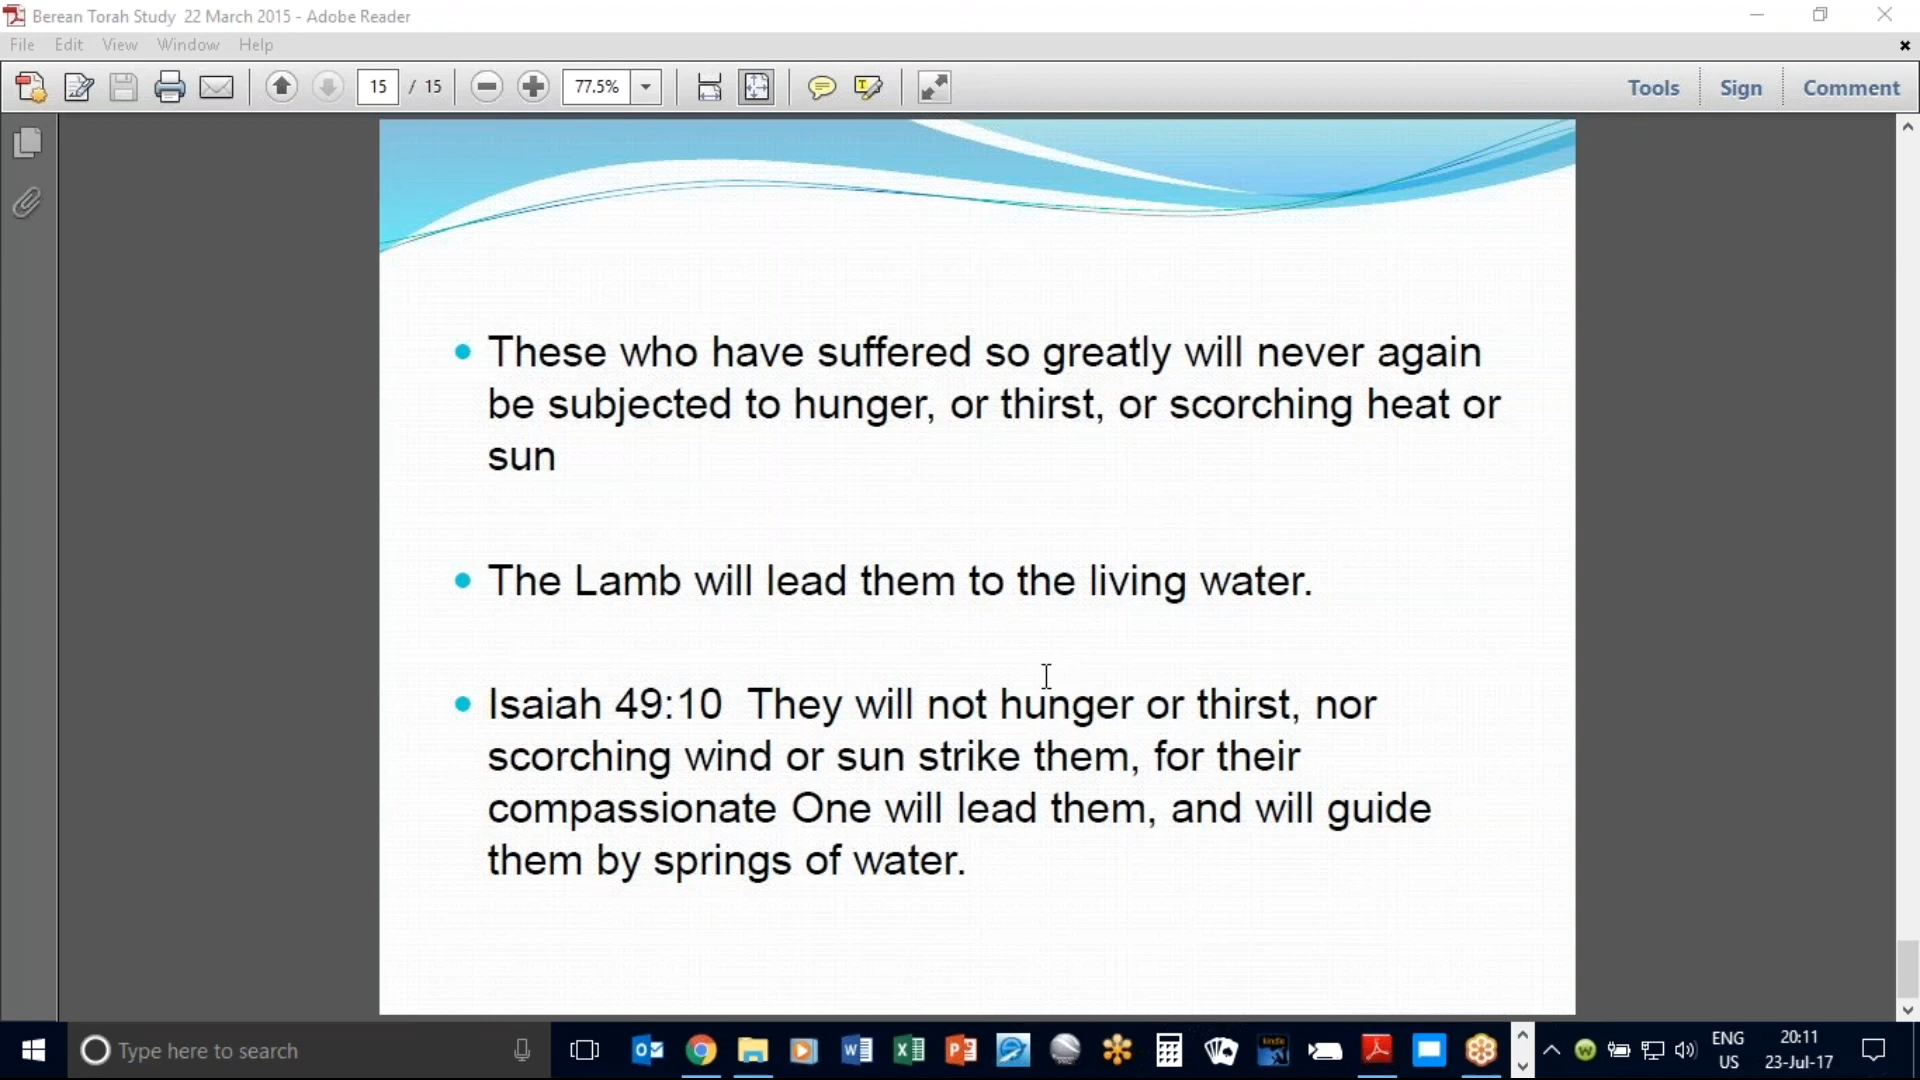 Berean Torah Study 22 March 2015 - Adobe Reader
File Edit View Window Help
15 / 15 77.5% Tools Sign Comment
• These who have suffered so greatly will never again
be subjected to hunger, or thirst, or scorching heat or
sun
• The Lamb will lead them to the living water.
• Isaiah 49:10 They will not hunger or thirst, nor
scorching wind or sun strike them, for their
compassionate One will lead them, and will guide
them by springs of water.
Type here to search
ENG
US
20:11
23-Jul-17